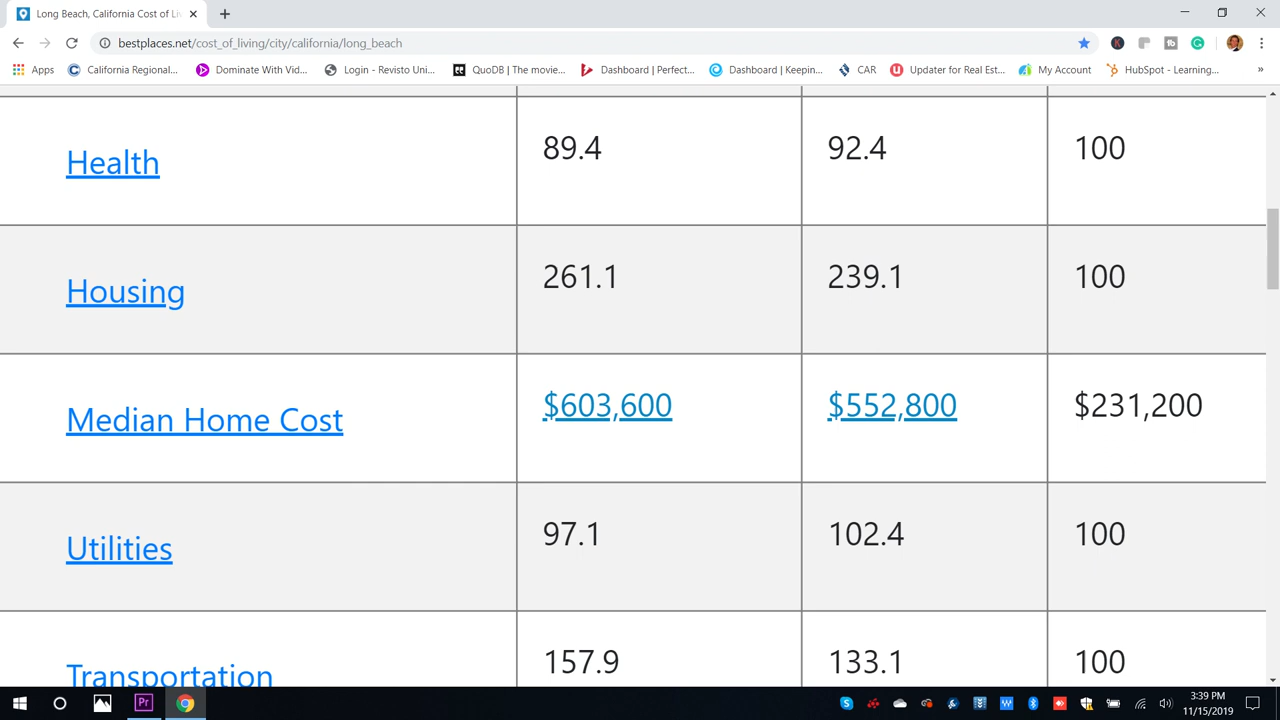 Long Beach, California Cost of Li
bestplaces.net/cost_of_living/city/california/long_beach
Apps California Regional... Dominate With Vid... Login - Revisto Uni... QuoDB | The movie... Dashboard | Perfect... Dashboard | Keepin... CAR Updater for Real Est... My Account HubSpot - Learning... »
Health 89.4 92.4 100
Housing 261.1 239.1 100
Median Home Cost $603,600 $552,800 $231,200
Utilities 97.1 102.4 100
Transportation 157.9 133.1 100
Pr
3:39 PM
11/15/2019